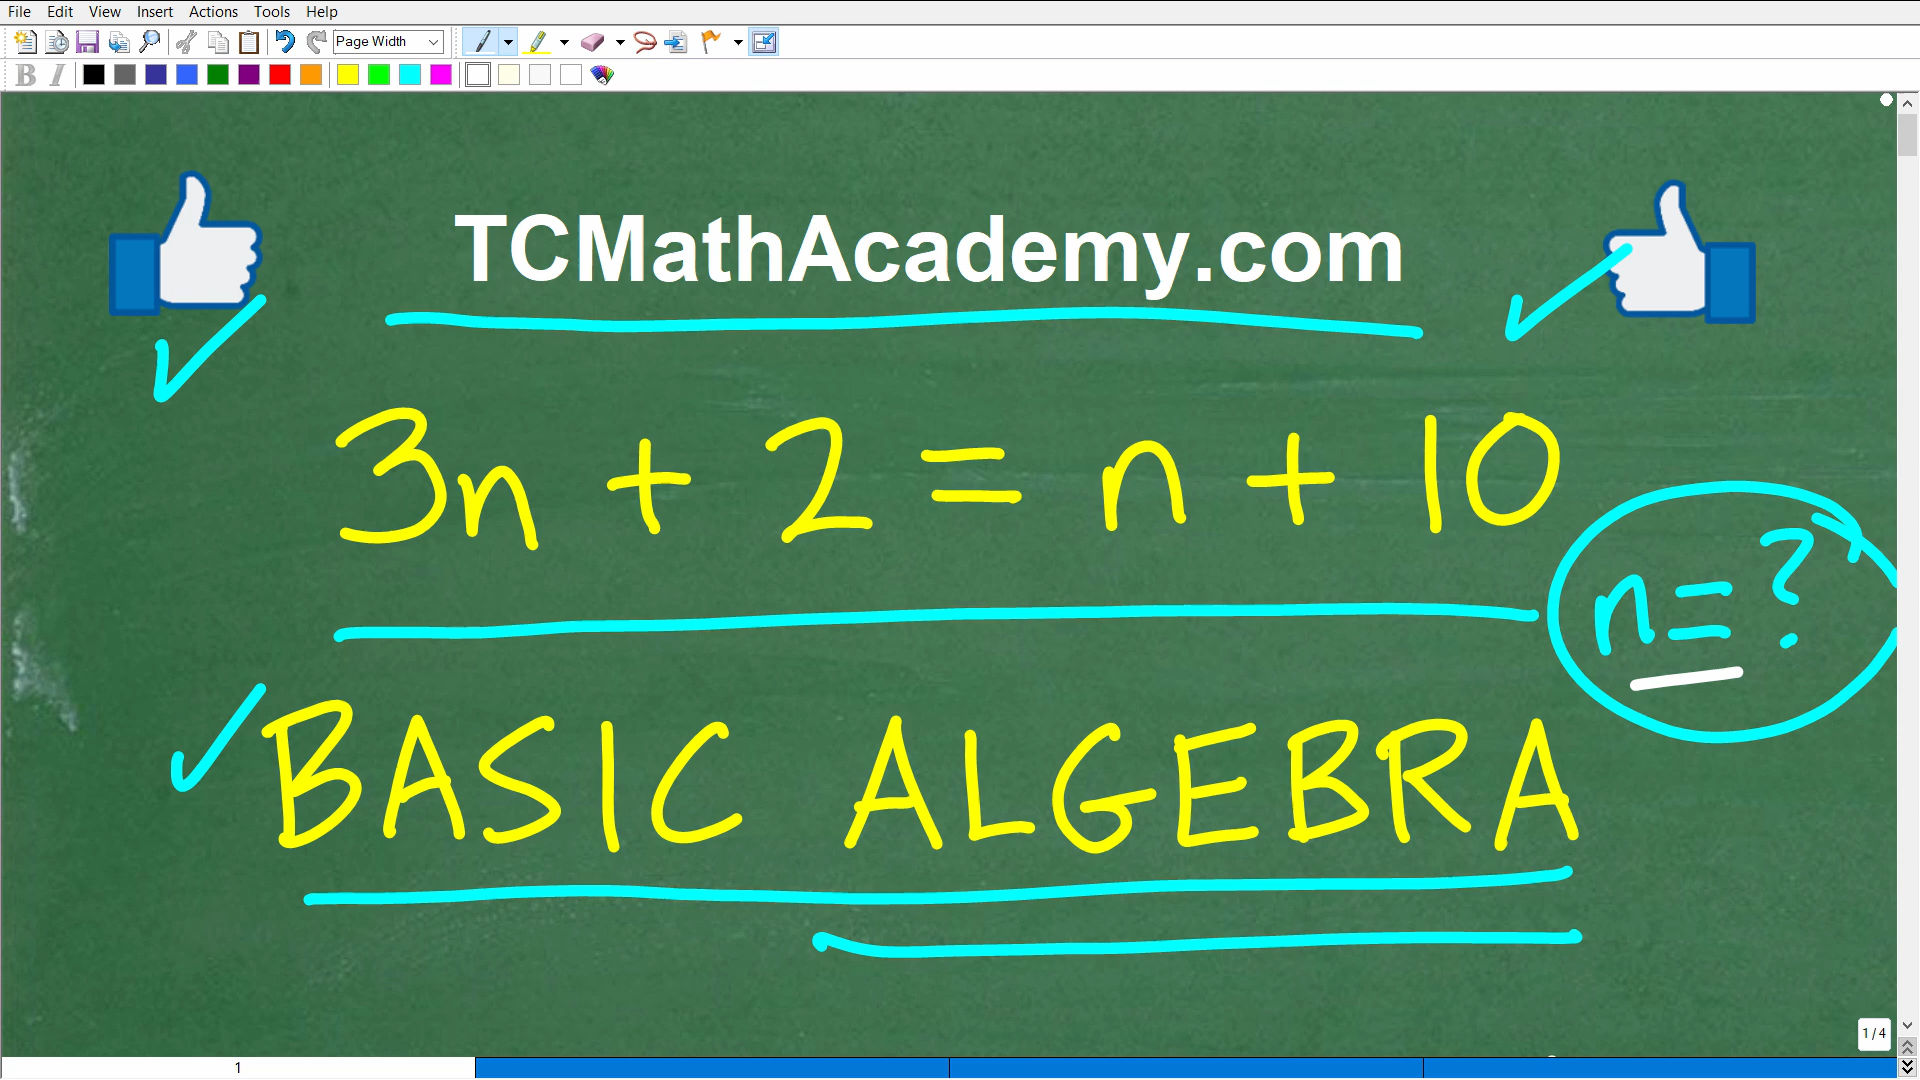 File Edit View Insert Actions Tools Help
Page Width
B I
TCMathAcademy.com
3n + 2 = n + 10
n = ?
BASIC ALGEBRA
1 / 4
1